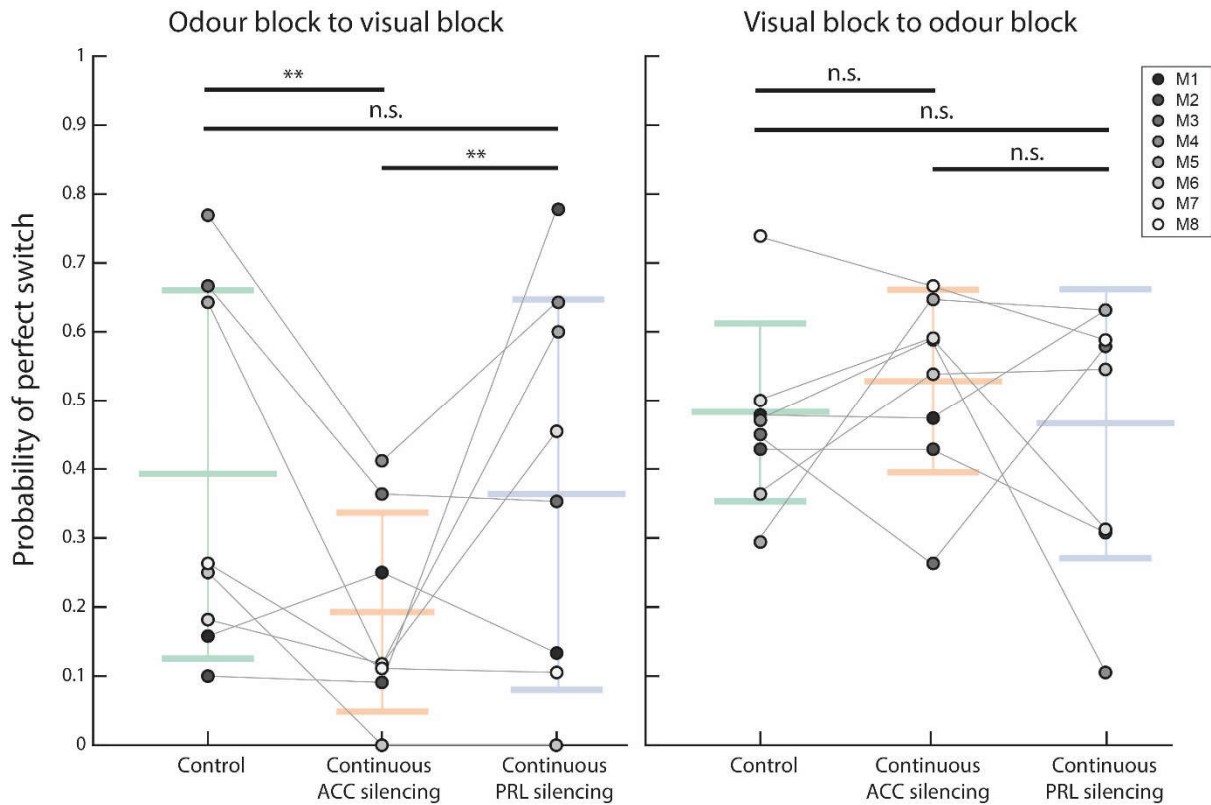 Odour block to visual block
Visual block to odour block
Probability of perfect switch
1
0.9
0.8
0.7
0.6
0.5
0.4
0.3
0.2
0.1
0
**
n.s.
**
n.s.
n.s.
n.s.
M1
M2
M3
M4
M5
M6
M7
M8
Control
Continuous
ACC silencing
Continuous
PRL silencing
Control
Continuous
ACC silencing
Continuous
PRL silencing